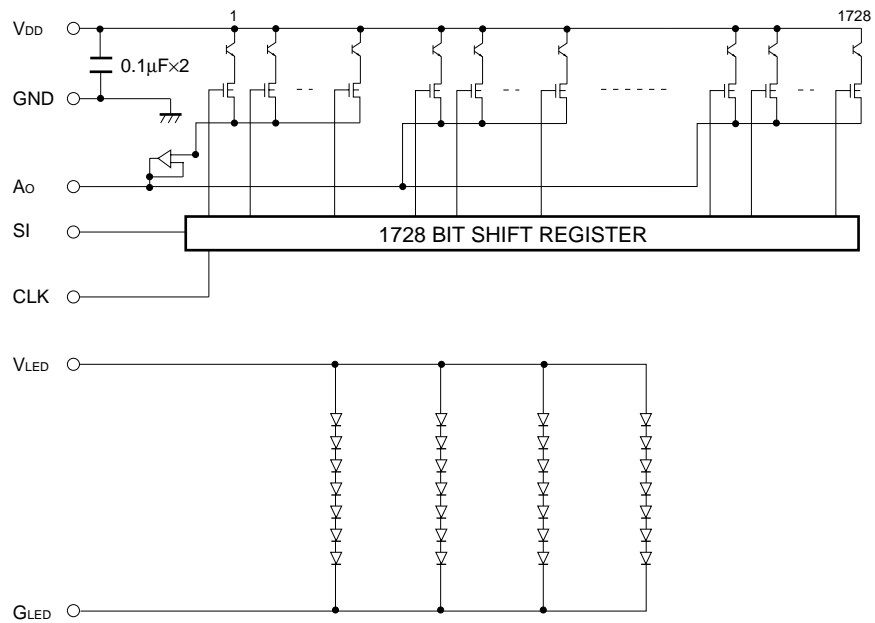 1 1728
VDD
0.1μF×2
GND
AO
SI
1728 BIT SHIFT REGISTER
CLK
VLED
GLED